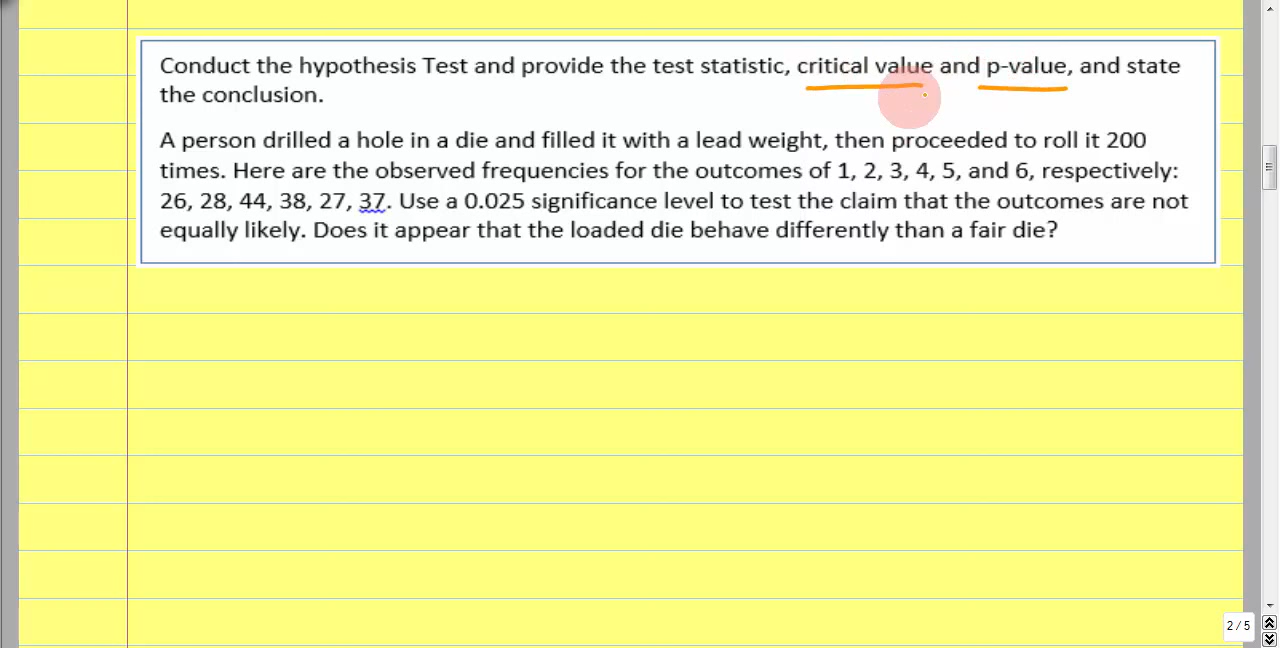 Conduct the hypothesis Test and provide the test statistic, critical value and p-value, and state
the conclusion.
A person drilled a hole in a die and filled it with a lead weight, then proceeded to roll it 200
times. Here are the observed frequencies for the outcomes of 1, 2, 3, 4, 5, and 6, respectively:
26, 28, 44, 38, 27, 37. Use a 0.025 significance level to test the claim that the outcomes are not
equally likely. Does it appear that the loaded die behave differently than a fair die?
2 / 5